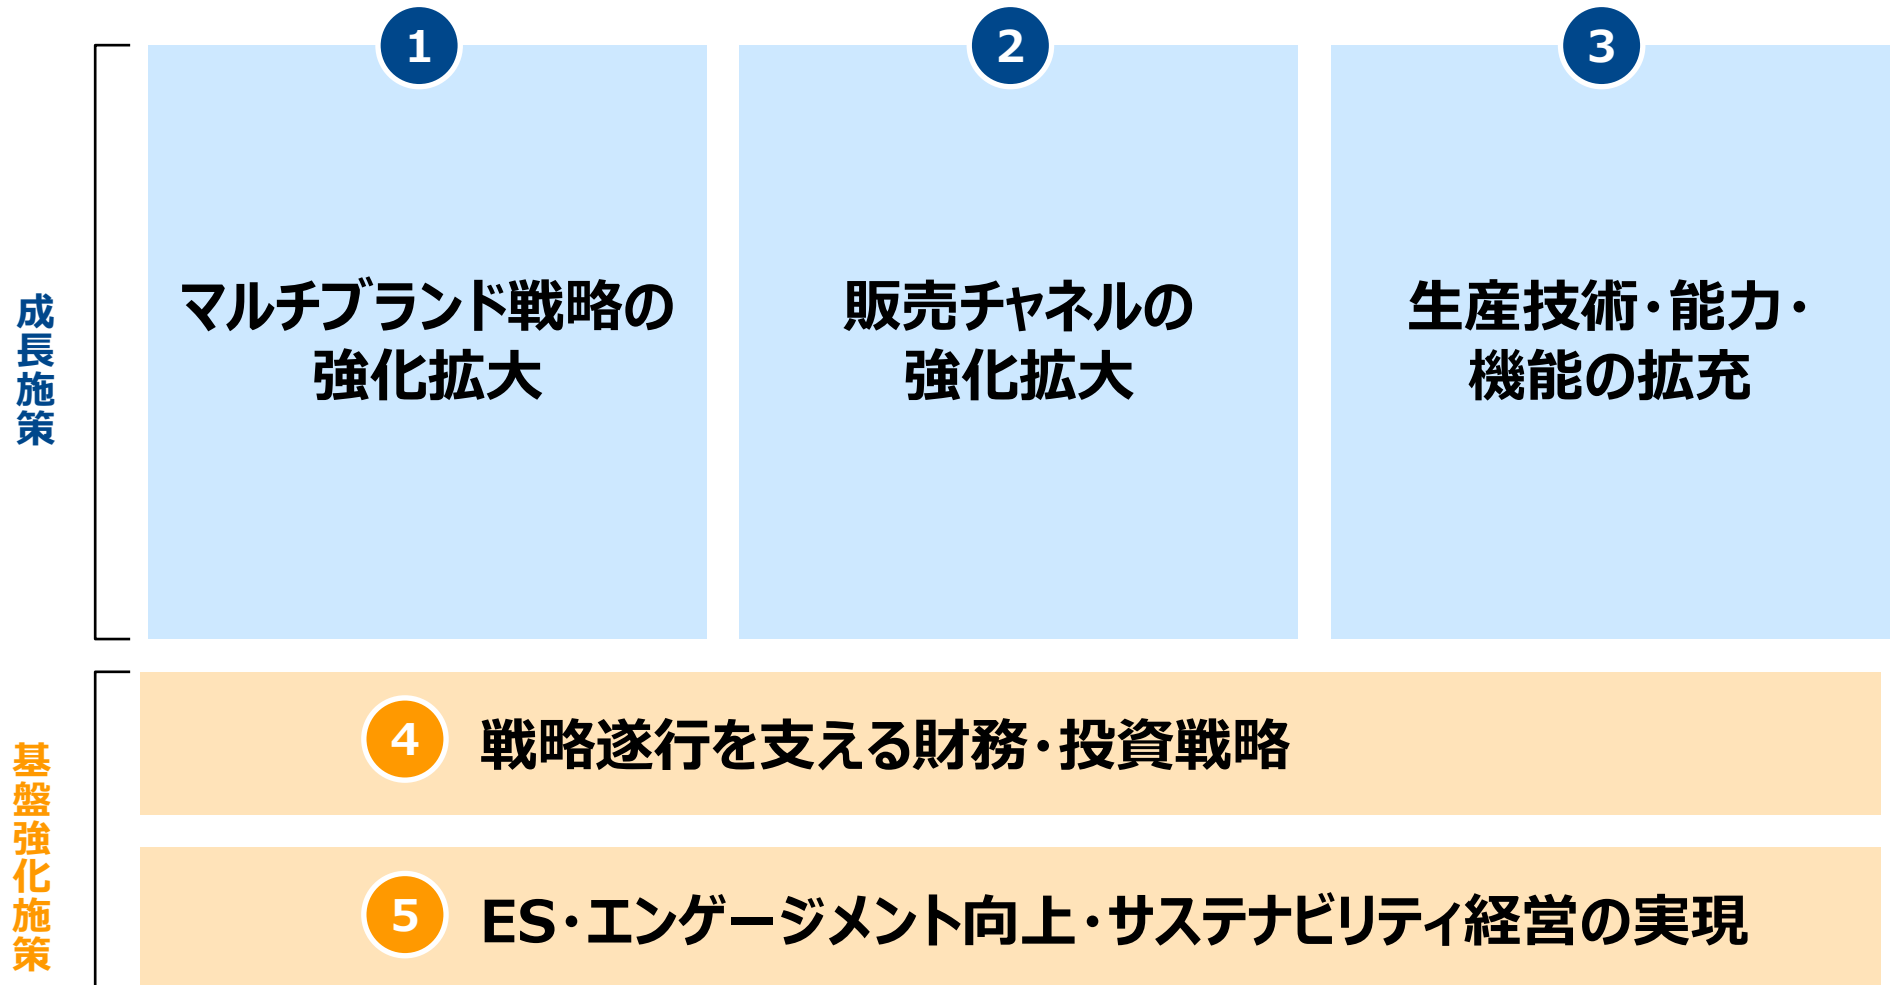 成長施策
1
マルチブランド戦略の
強化拡大
2
販売チャネルの
強化拡大
3
生産技術・能力・
機能の拡充
基盤強化施策
4 戦略遂行を支える財務・投資戦略
5 ES・エンゲージメント向上・サステナビリティ経営の実現